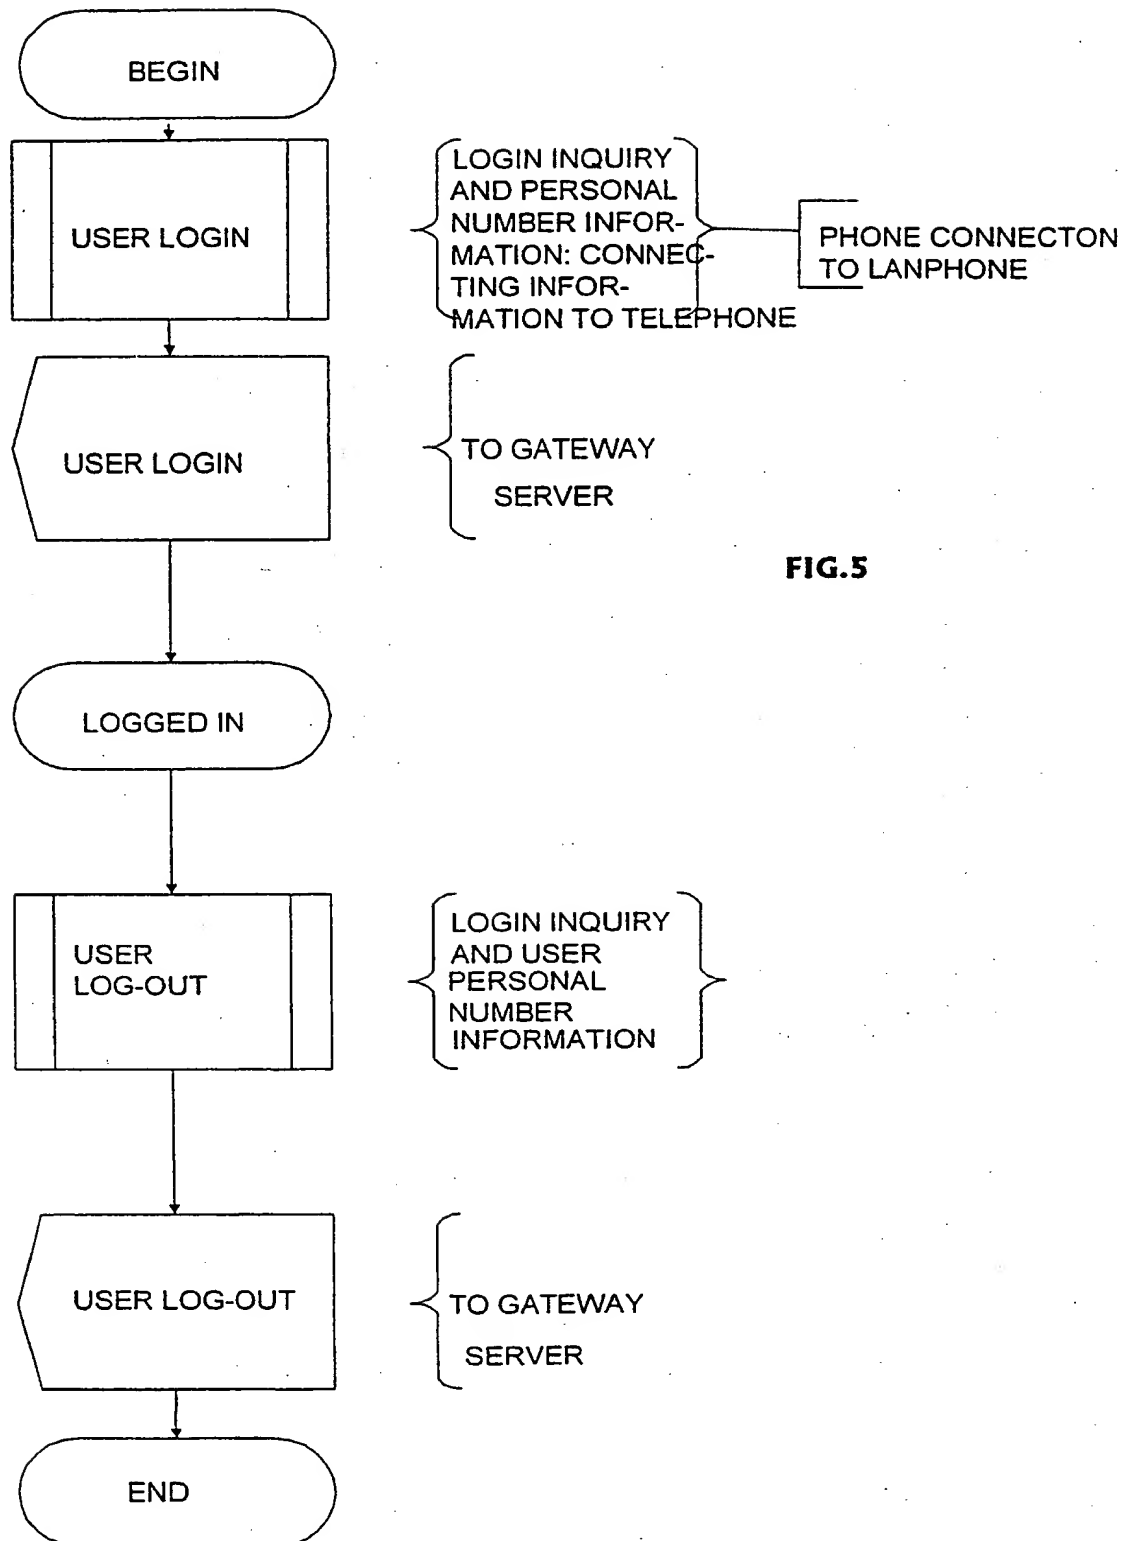 BEGIN
USER LOGIN
LOGIN INQUIRY
AND PERSONAL
NUMBER INFOR-
MATION: CONNEC-
TING INFOR-
MATION TO TELEPHONE
PHONE CONNECTON
TO LANPHONE
USER LOGIN
TO GATEWAY
SERVER
FIG.5
LOGGED IN
USER
LOG-OUT
LOGIN INQUIRY
AND USER
PERSONAL
NUMBER
INFORMATION
USER LOG-OUT
TO GATEWAY
SERVER
END